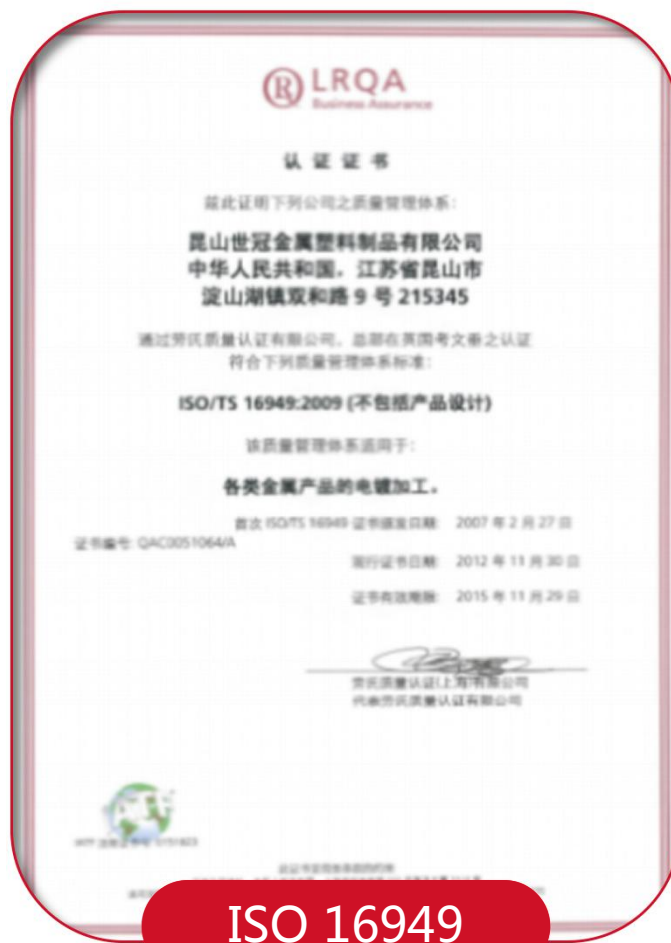 LRQA
Business Assurance
认证证书
兹此证明下列公司之质量管理体系：
昆山世冠金属塑料制品有限公司
中华人民共和国，江苏省昆山市
淀山湖镇双和路 9 号 215345
通过劳氏质量认证有限公司，总部在英国考文垂之认证
符合下列质量管理体系标准：
ISO/TS 16949:2009 (不包括产品设计)
该质量管理体系适用于：
各类金属产品的电镀加工。
首次 ISO/TS 16949 证书颁发日期: 2007 年 2 月 27 日
证书编号: QAC0051064/A
现行证书日期: 2012 年 11 月 30 日
证书有效期限: 2015 年 11 月 29 日
劳氏质量认证(上海)有限公司
代表劳氏质量认证有限公司
ISO 16949